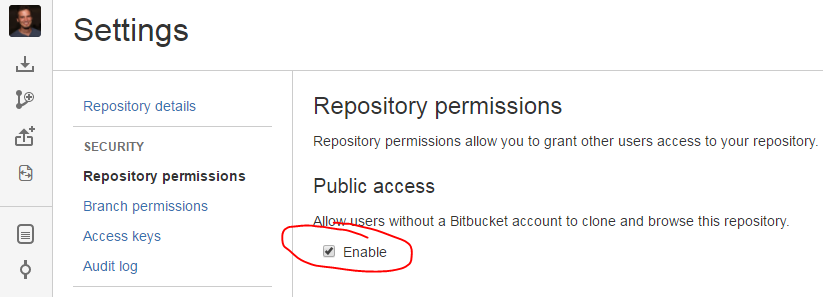 Settings
Repository details
SECURITY
Repository permissions
Branch permissions
Access keys
Audit log
Repository permissions
Repository permissions allow you to grant other users access to your repository.
Public access
Allow users without a Bitbucket account to clone and browse this repository.
Enable